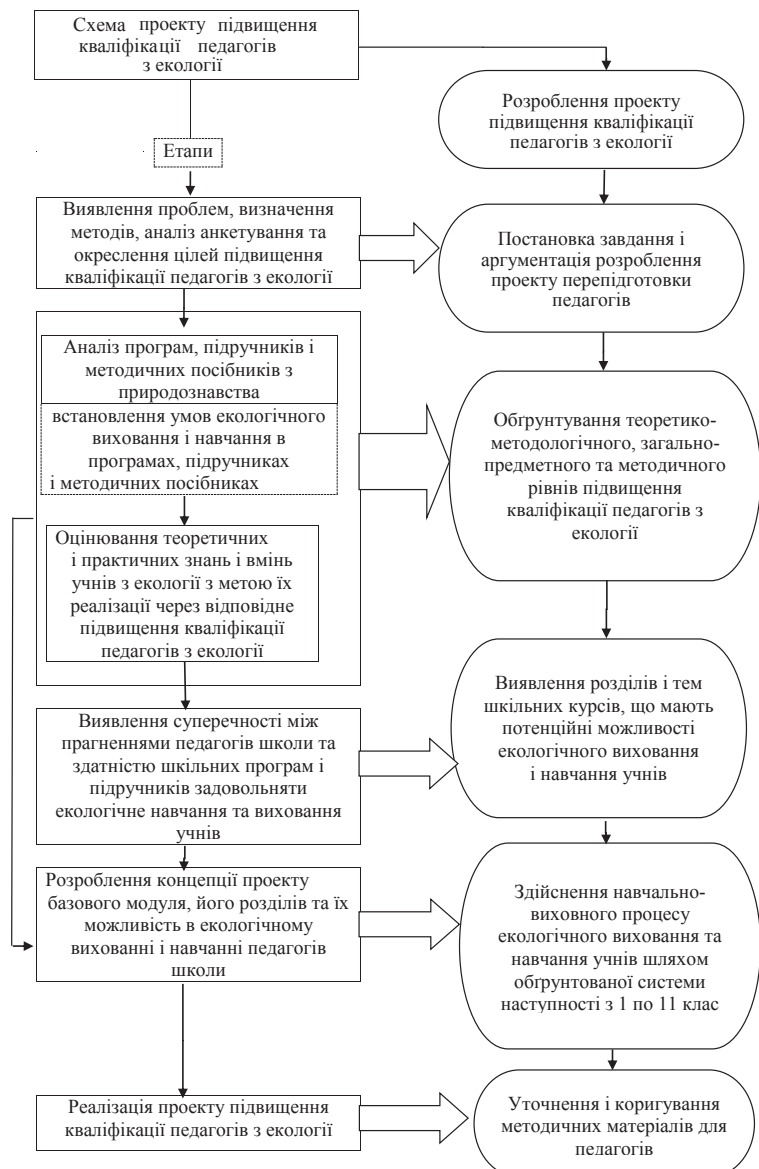 Схема проекту підвищення
кваліфікації педагогів
з екології
Розроблення проекту
підвищення кваліфікації
педагогів з екології
Етапи
Виявлення проблем, визначення
методів, аналіз анкетування та
окреслення цілей підвищення
кваліфікації педагогів з екології
Постановка завдання і
аргументація розроблення
проекту перепідготовки
педагогів
Аналіз програм, підручників і
методичних посібників з
природознавства
встановлення умов екологічного
виховання і навчання в
програмах, підручниках
і методичних посібниках
Обґрунтування теоретико-
методологічного, загально-
предметного та методичного
рівнів підвищення
кваліфікації педагогів з
екології
Оцінювання теоретичних
і практичних знань і вмінь
учнів з екології з метою їх
реалізації через відповідне
підвищення кваліфікації
педагогів з екології
Виявлення розділів і тем
шкільних курсів, що мають
потенційні можливості
екологічного виховання
і навчання учнів
Виявлення суперечності між
прагненнями педагогів школи та
здатністю шкільних програм і
підручників задовольняти
екологічне навчання та виховання
учнів
Розроблення концепції проекту
базового модуля, його розділів та їх
можливість в екологічному
вихованні і навчанні педагогів
школи
Здійснення навчально-
виховного процесу
екологічного виховання та
навчання учнів шляхом
обґрунтованої системи
наступності з 1 по 11 клас
Реалізація проекту підвищення
кваліфікації педагогів з екології
Уточнення і коригування
методичних матеріалів для
педагогів